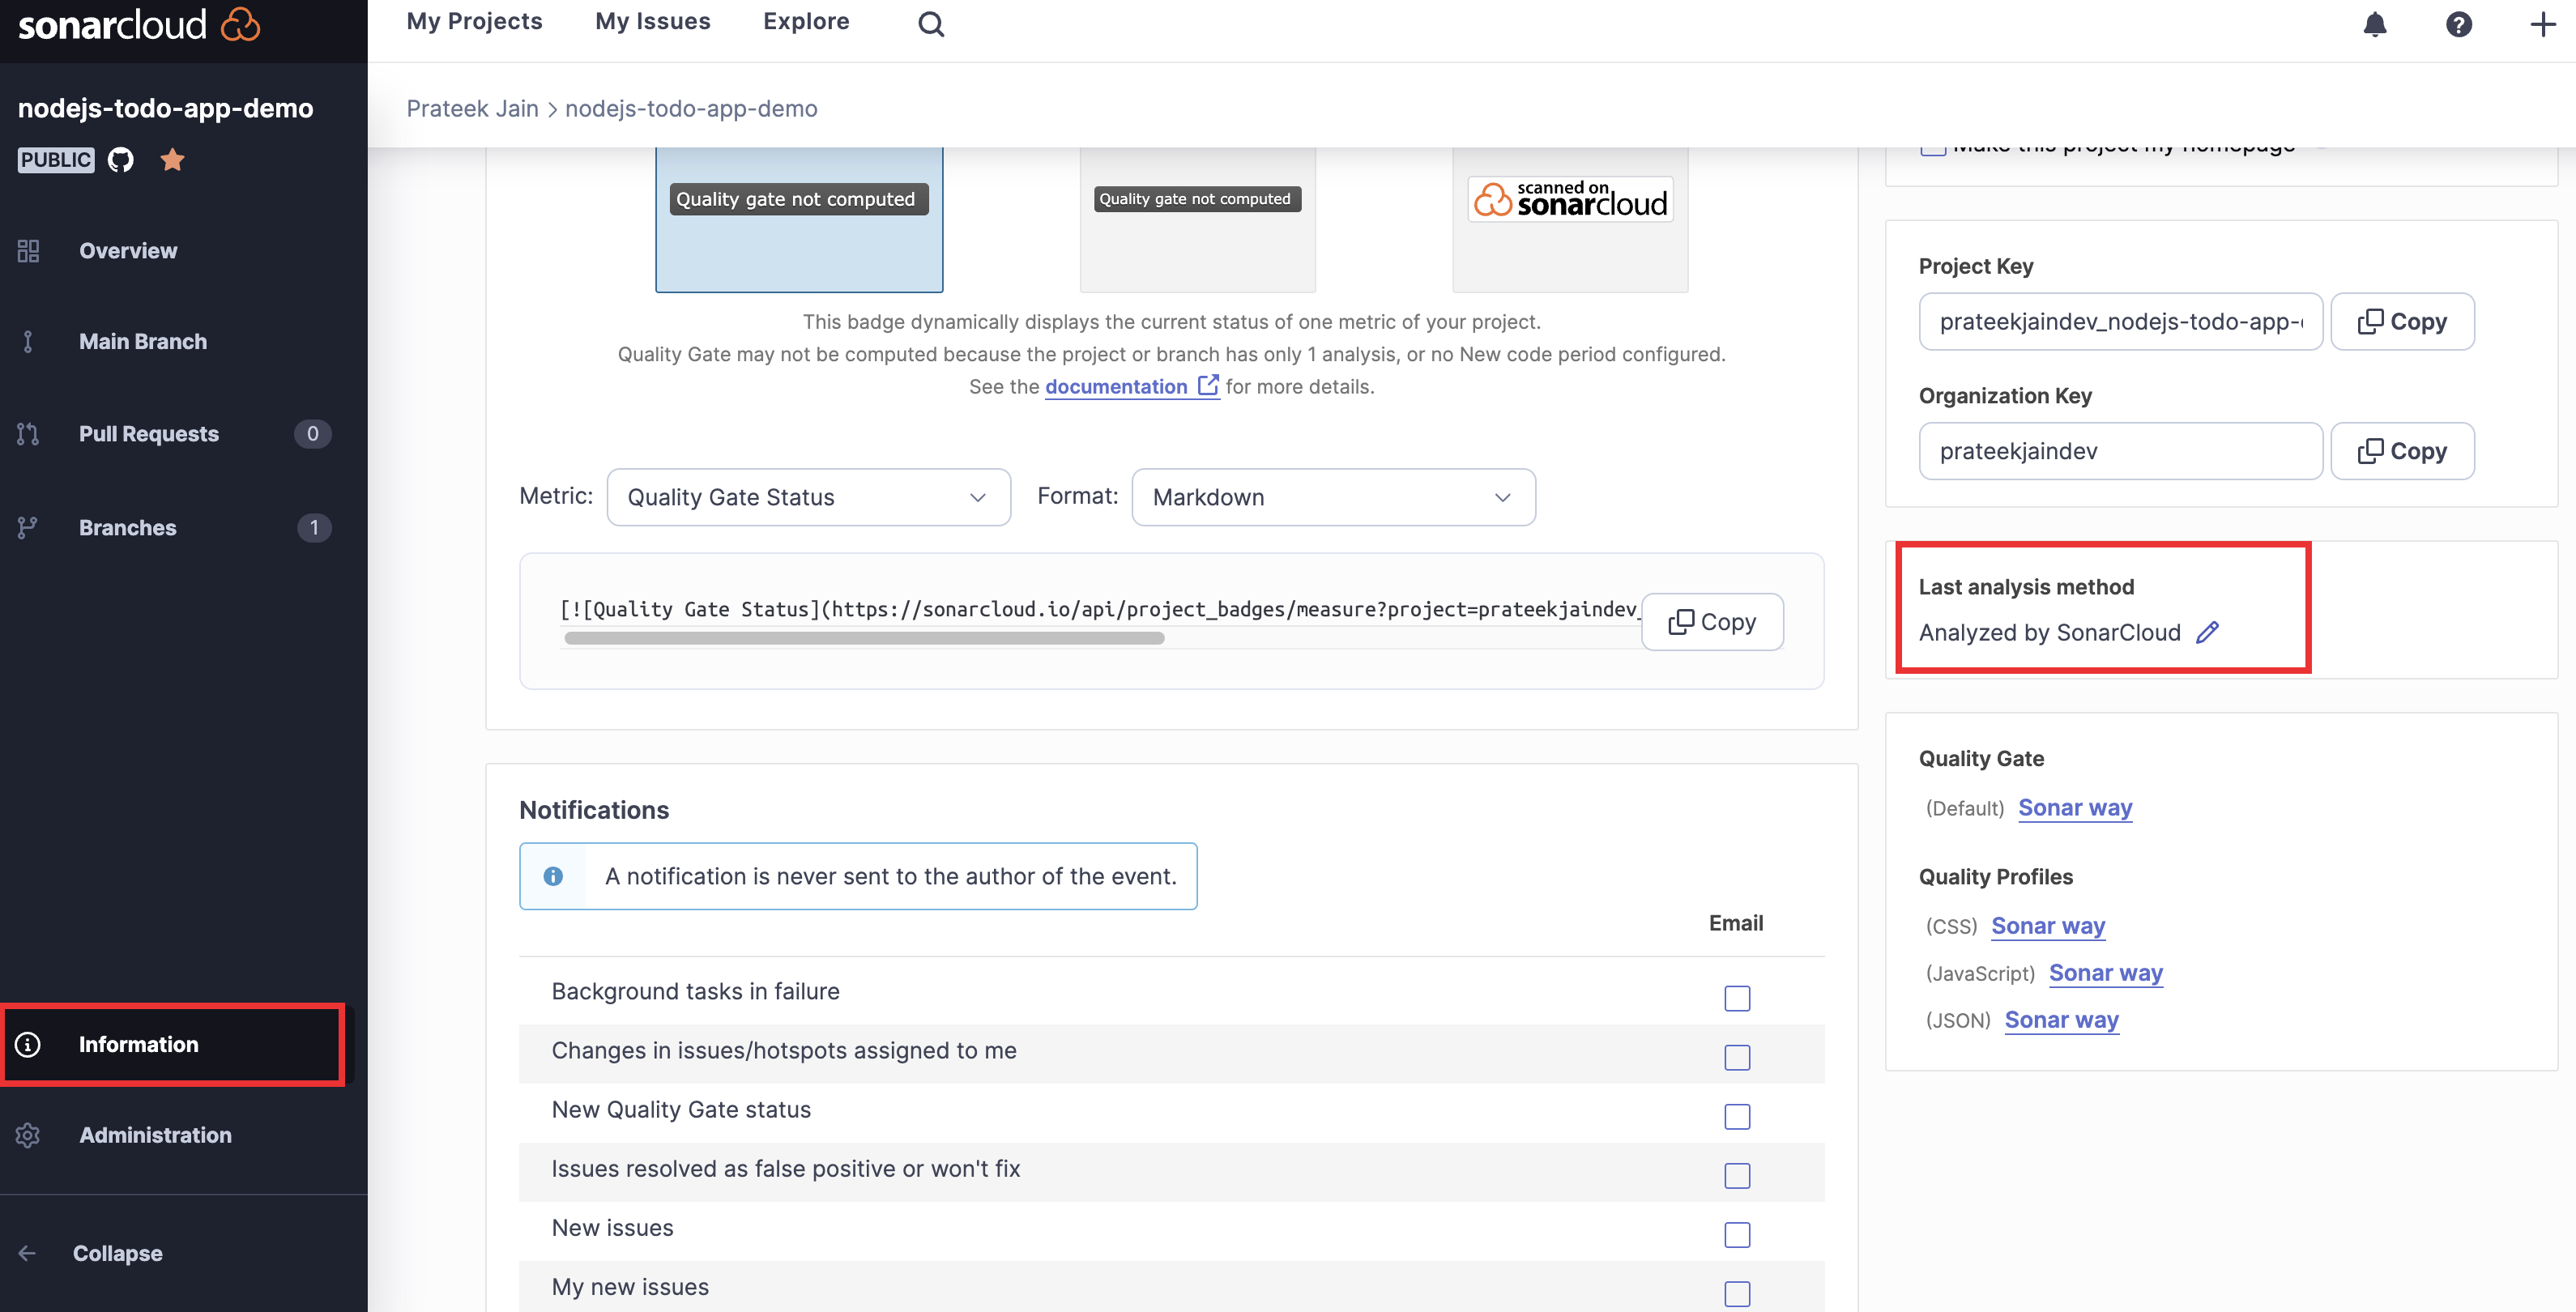 sonarcloud
My Projects
My Issues
Explore
nodejs-todo-app-demo
PUBLIC
Prateek Jain > nodejs-todo-app-demo
Overview
Main Branch
Pull Requests
0
Branches
1
Information
Administration
Collapse
Quality gate not computed
Quality gate not computed
scanned on
sonarcloud
This badge dynamically displays the current status of one metric of your project.
Quality Gate may not be computed because the project or branch has only 1 analysis, or no New code period configured.
See the documentation for more details.
Metric:
Quality Gate Status
Format:
Markdown
[![Quality Gate Status](https://sonarcloud.io/api/project_badges/measure?project=prateekjaindev_
Copy
Notifications
A notification is never sent to the author of the event.
Email
Background tasks in failure
Changes in issues/hotspots assigned to me
New Quality Gate status
Issues resolved as false positive or won't fix
New issues
My new issues
Make this project my homepage
Project Key
prateekjaindev_nodejs-todo-app-
Copy
Organization Key
prateekjaindev
Copy
Last analysis method
Analyzed by SonarCloud
Quality Gate
(Default) Sonar way
Quality Profiles
(CSS) Sonar way
(JavaScript) Sonar way
(JSON) Sonar way